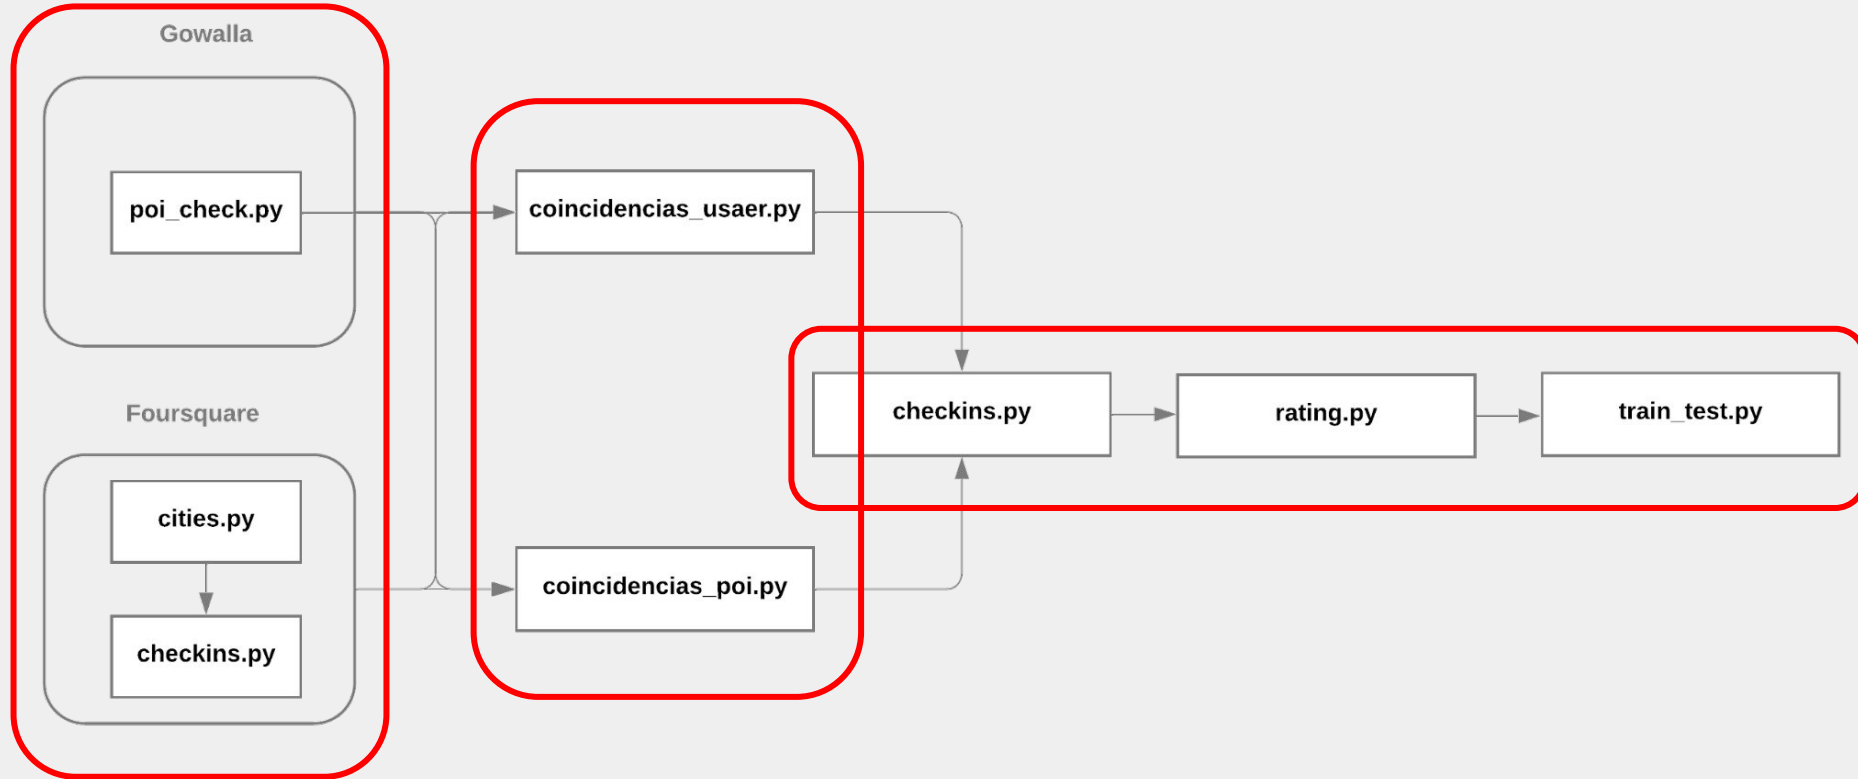 Gowalla
poi_check.py
Foursquare
cities.py
checkins.py
coincidencias_usaer.py
coincidencias_poi.py
checkins.py
rating.py
train_test.py